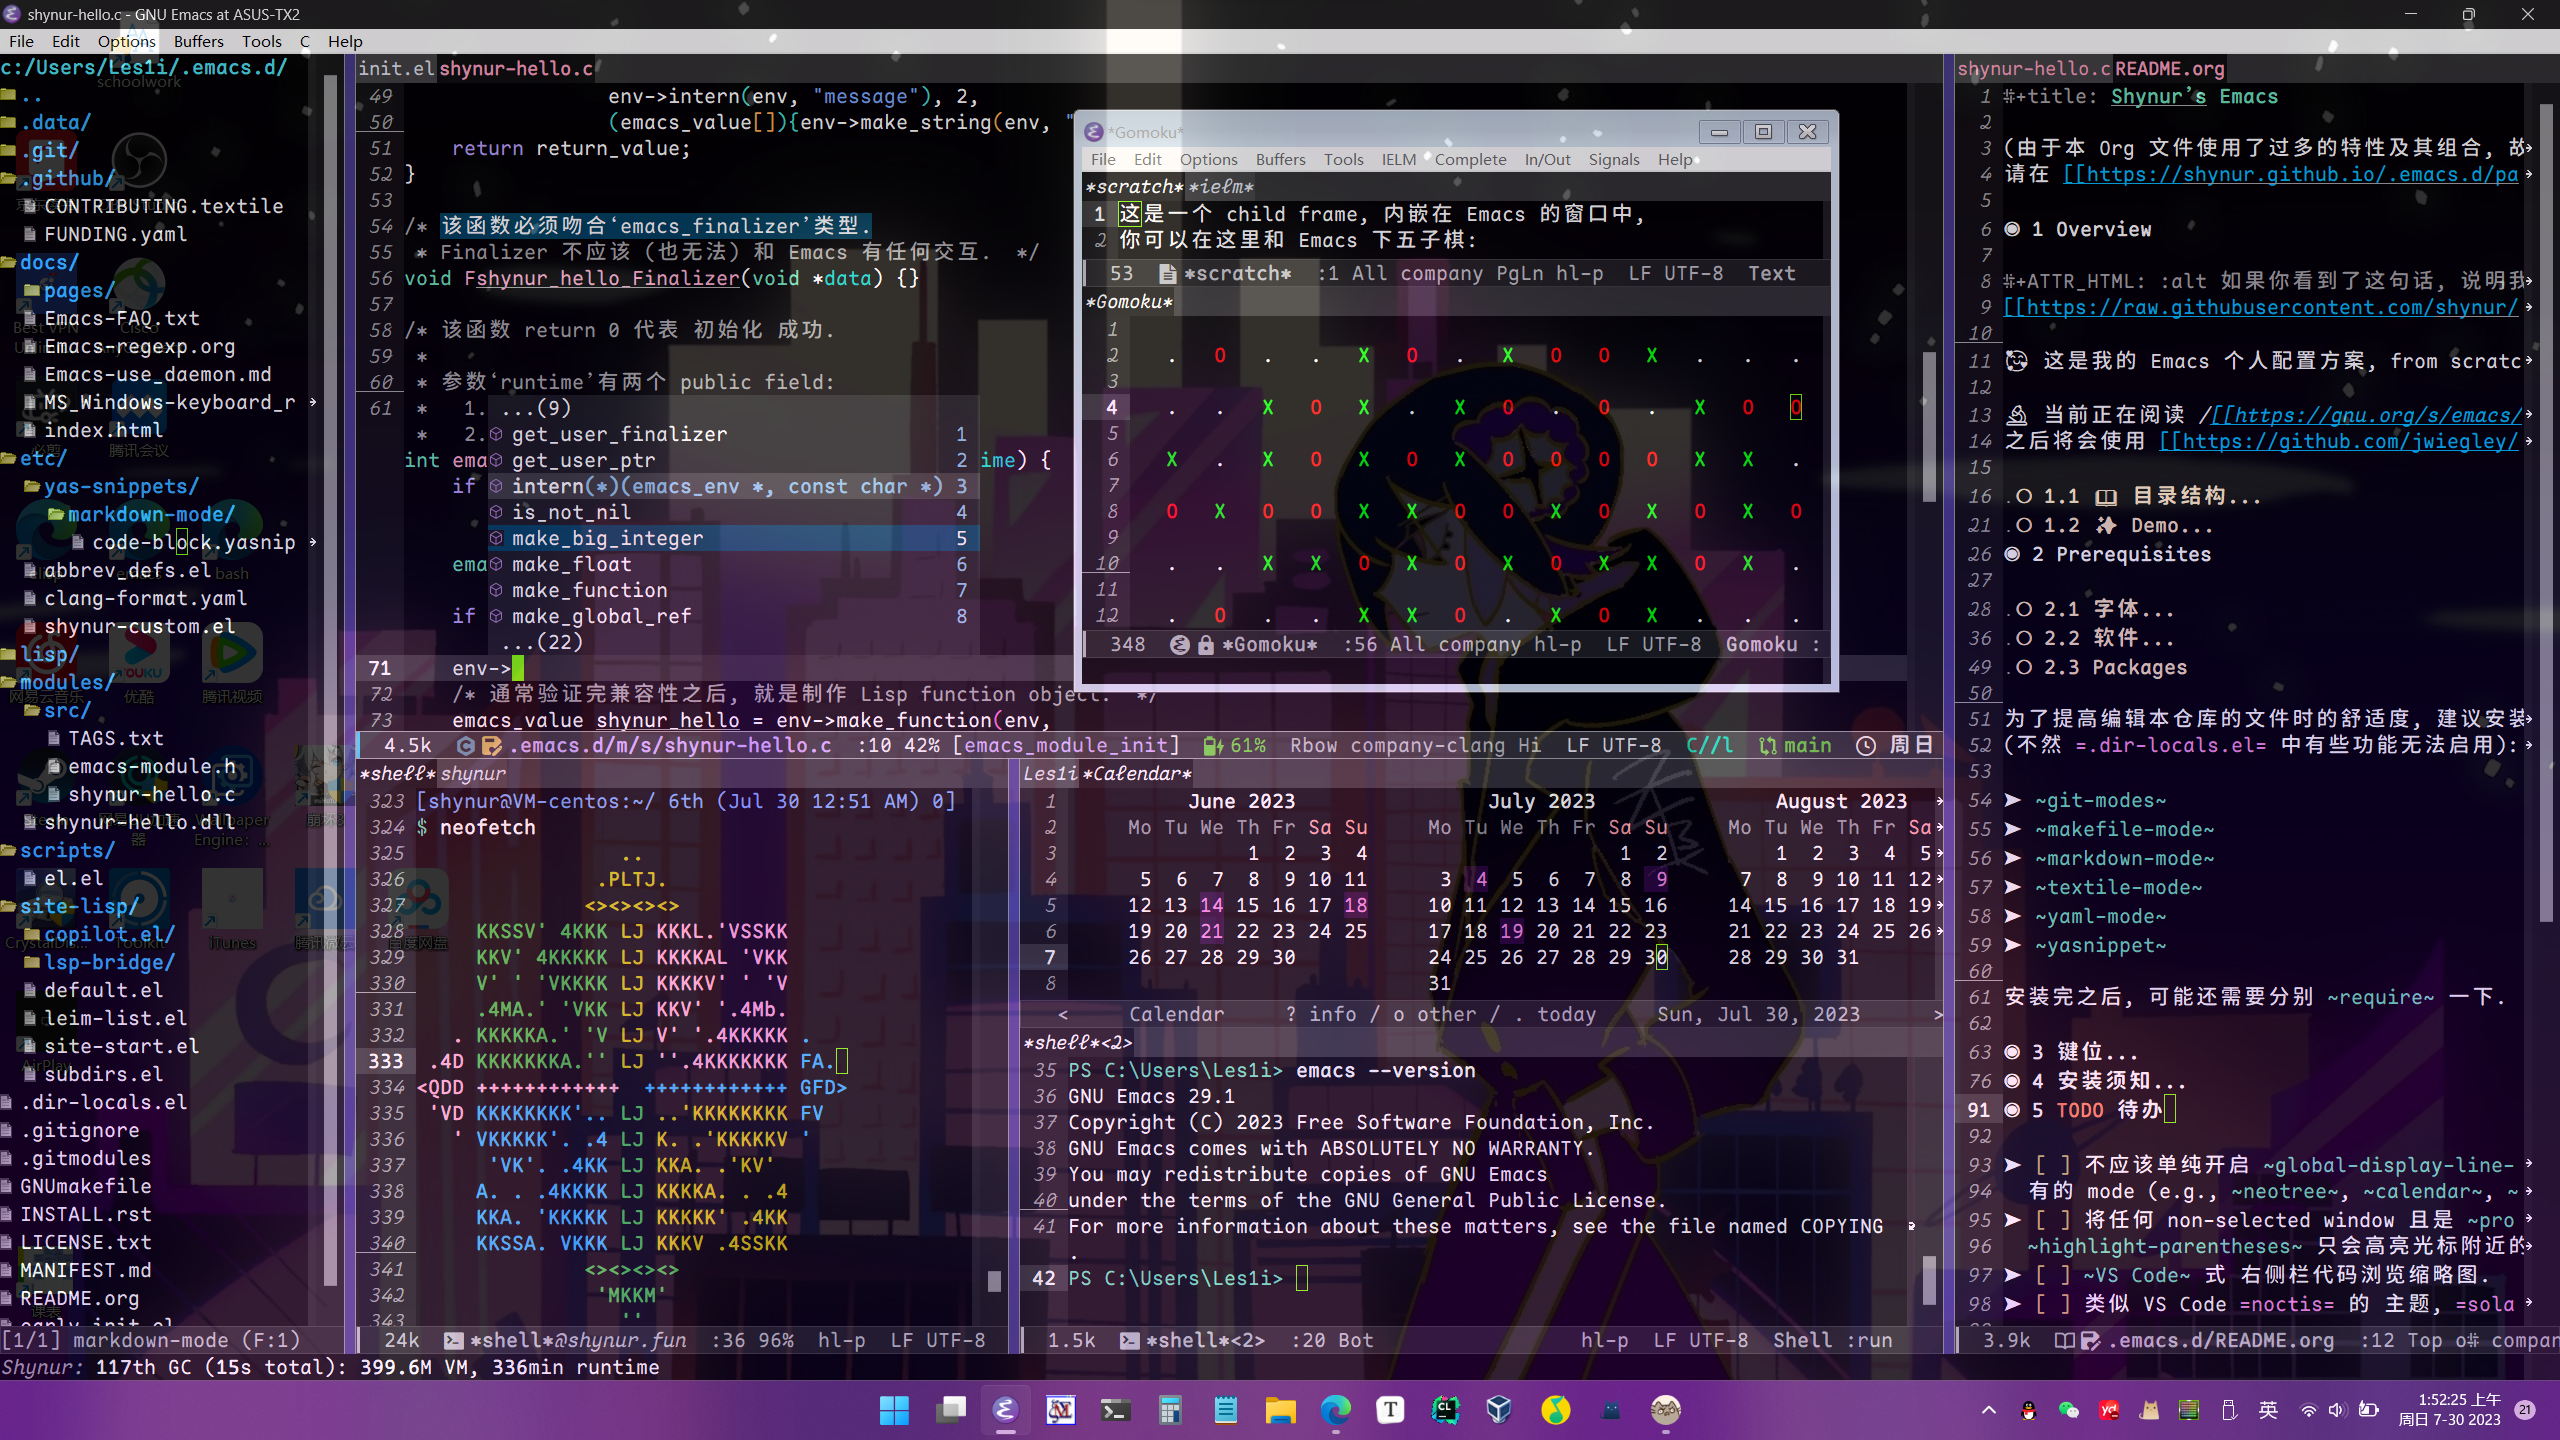 shynur-hello.c - GNU Emacs at ASUS-TX2
File Edit Options Buffers Tools C Help
c:/Users/Les1i/.emacs.d/
..
.data/
.git/
.github/
CONTRIBUTING.textile
FUNDING.yaml
docs/
pages/
Emacs-FAQ.txt
Emacs-regexp.org
Emacs-use_daemon.md
MS_Windows-keyboard_r
index.html
etc/
yas-snippets/
markdown-mode/
code-block.yasnip
abbrev_defs.el
clang-format.yaml
shynur-custom.el
lisp/
modules/
src/
TAGS.txt
emacs-module.h
shynur-hello.c
shynur-hello.dll
scripts/
el.el
site-lisp/
copilot.el/
lsp-bridge/
default.el
leim-list.el
site-start.el
subdirs.el
.dir-locals.el
.gitignore
.gitmodules
GNUmakefile
INSTALL.rst
LICENSE.txt
MANIFEST.md
README.org
early-init.el
[1/1] markdown-mode (F:1)
init.el shynur-hello.c
49 env->intern(env, "message"), 2,
50 (emacs_value[]){env->make_string(env, "
51 return return_value;
52 }
53
54 /* 该函数必须吻合‘emacs_finalizer’类型.
55 * Finalizer 不应该 (也无法) 和 Emacs 有任何交互. */
56 void Fshynur_hello_Finalizer(void *data) {}
57
58 /* 该函数 return 0 代表 初始化 成功.
59 *
60 * 参数‘runtime’有两个 public field:
61 * 1. ...(9)
* 2. get_user_finalizer 1
int ema get_user_ptr 2 ime) {
if intern(*)(emacs_env *, const char *) 3
is_not_nil 4
make_big_integer 5
ema make_float 6
make_function 7
if make_global_ref 8
...(22)
71 env->
72 /* 通常验证完兼容性之后, 就是制作 Lisp function object. */
73 emacs_value shynur_hello = env->make_function(env,
4.5k .emacs.d/m/s/shynur-hello.c :10 42% [emacs_module_init] 61% Rbow company-clang Hi LF UTF-8 C//l main 周日
*Gomoku*
File Edit Options Buffers Tools IELM Complete In/Out Signals Help
*scratch* *ielm*
1 这是一个 child frame, 内嵌在 Emacs 的窗口中,
2 你可以在这里和 Emacs 下五子棋:
53 *scratch* :1 All company PgLn hl-p LF UTF-8 Text
*Gomoku*
1
2 . O . . X O . X O O X . . .
3
4 . . X O X . X O . O . X O O
5
6 X . X O X O X O O O O X X .
7
8 O X O O X X O O X O X O X O
9
10 . . X X O X O X O X X O X .
11
12 . O . . X X O . X O X . . .
348 *Gomoku* :56 All company hl-p LF UTF-8 Gomoku :
*shell* shynur
323 [shynur@VM-centos:~/ 6th (Jul 30 12:51 AM) 0]
324 $ neofetch
325 ..
326 .PLTJ.
327 <><><><>
328 KKSSV' 4KKK LJ KKKL.'VSSKK
329 KKV' 4KKKKK LJ KKKKAL 'VKK
330 V' ' 'VKKKK LJ KKKKV' ' 'V
331 .4MA.' 'VKK LJ KKV' '.4Mb.
332 . KKKKKA.' 'V LJ V' '.4KKKKK .
333 .4D KKKKKKKA.'' LJ ''.4KKKKKKK FA.
334 <QDD ++++++++++++ ++++++++++++ GFD>
335 'VD KKKKKKKK'.. LJ ..'KKKKKKKK FV
336 ' VKKKKK'. .4 LJ K. .'KKKKKV '
337 'VK'. .4KK LJ KKA. .'KV'
338 A. . .4KKKK LJ KKKKA. . .4
339 KKA. 'KKKKK LJ KKKKK' .4KK
340 KKSSA. VKKK LJ KKKV .4SSKK
341 <><><><>
342 'MKKM'
343 ''
24k *shell*@shynur.fun :36 96% hl-p LF UTF-8
Les1i *Calendar*
1 June 2023 July 2023 August 2023
2 Mo Tu We Th Fr Sa Su Mo Tu We Th Fr Sa Su Mo Tu We Th Fr Sa
3 1 2 3 4 1 2 1 2 3 4 5
4 5 6 7 8 9 10 11 3 4 5 6 7 8 9 7 8 9 10 11 12
5 12 13 14 15 16 17 18 10 11 12 13 14 15 16 14 15 16 17 18 19
6 19 20 21 22 23 24 25 17 18 19 20 21 22 23 21 22 23 24 25 26
7 26 27 28 29 30 24 25 26 27 28 29 30 28 29 30 31
8 31
< Calendar ? info / o other / . today Sun, Jul 30, 2023 >
*shell*<2>
35 PS C:\Users\Les1i> emacs --version
36 GNU Emacs 29.1
37 Copyright (C) 2023 Free Software Foundation, Inc.
38 GNU Emacs comes with ABSOLUTELY NO WARRANTY.
39 You may redistribute copies of GNU Emacs
40 under the terms of the GNU General Public License.
41 For more information about these matters, see the file named COPYING
.
42 PS C:\Users\Les1i>
1.5k *shell*<2> :20 Bot hl-p LF UTF-8 Shell :run
shynur-hello.c README.org
1 #+title: Shynur’s Emacs
2
3 (由于本 Org 文件使用了过多的特性及其组合, 故
4 请在 [[https://shynur.github.io/.emacs.d/pa
5
6 ◉ 1 Overview
7
8 #+ATTR_HTML: :alt 如果你看到了这句话, 说明我
9 [[https://raw.githubusercontent.com/shynur/
10
11 🥰 这是我的 Emacs 个人配置方案, from scratc
12
13 🔬 当前正在阅读 /[[https://gnu.org/s/emacs/
14 之后将会使用 [[https://github.com/jwiegley/
15
16 .○ 1.1 📖 目录结构...
21 .○ 1.2 ✨ Demo...
26 ◉ 2 Prerequisites
27
28 .○ 2.1 字体...
36 .○ 2.2 软件...
49 .○ 2.3 Packages
50
51 为了提高编辑本仓库的文件时的舒适度, 建议安装
52 (不然 =.dir-locals.el= 中有些功能无法启用):
53
54 ➤ ~git-modes~
55 ➤ ~makefile-mode~
56 ➤ ~markdown-mode~
57 ➤ ~textile-mode~
58 ➤ ~yaml-mode~
59 ➤ ~yasnippet~
60
61 安装完之后, 可能还需要分别 ~require~ 一下.
62
63 ◉ 3 键位...
76 ◉ 4 安装须知...
91 ◉ 5 TODO 待办
92
93 ➤ [ ] 不应该单纯开启 ~global-display-line-
94 有的 mode (e.g., ~neotree~, ~calendar~, ~
95 ➤ [ ] 将任何 non-selected window 且是 ~pro
96 ~highlight-parentheses~ 只会高亮光标附近的
97 ➤ [ ] ~VS Code~ 式 右侧栏代码浏览缩略图.
98 ➤ [ ] 类似 VS Code =noctis= 的 主题, =sola
3.9k .emacs.d/README.org :12 Top o# compan
Shynur: 117th GC (15s total): 399.6M VM, 336min runtime
英
1:52:25 上午
周日 7-30 2023
21